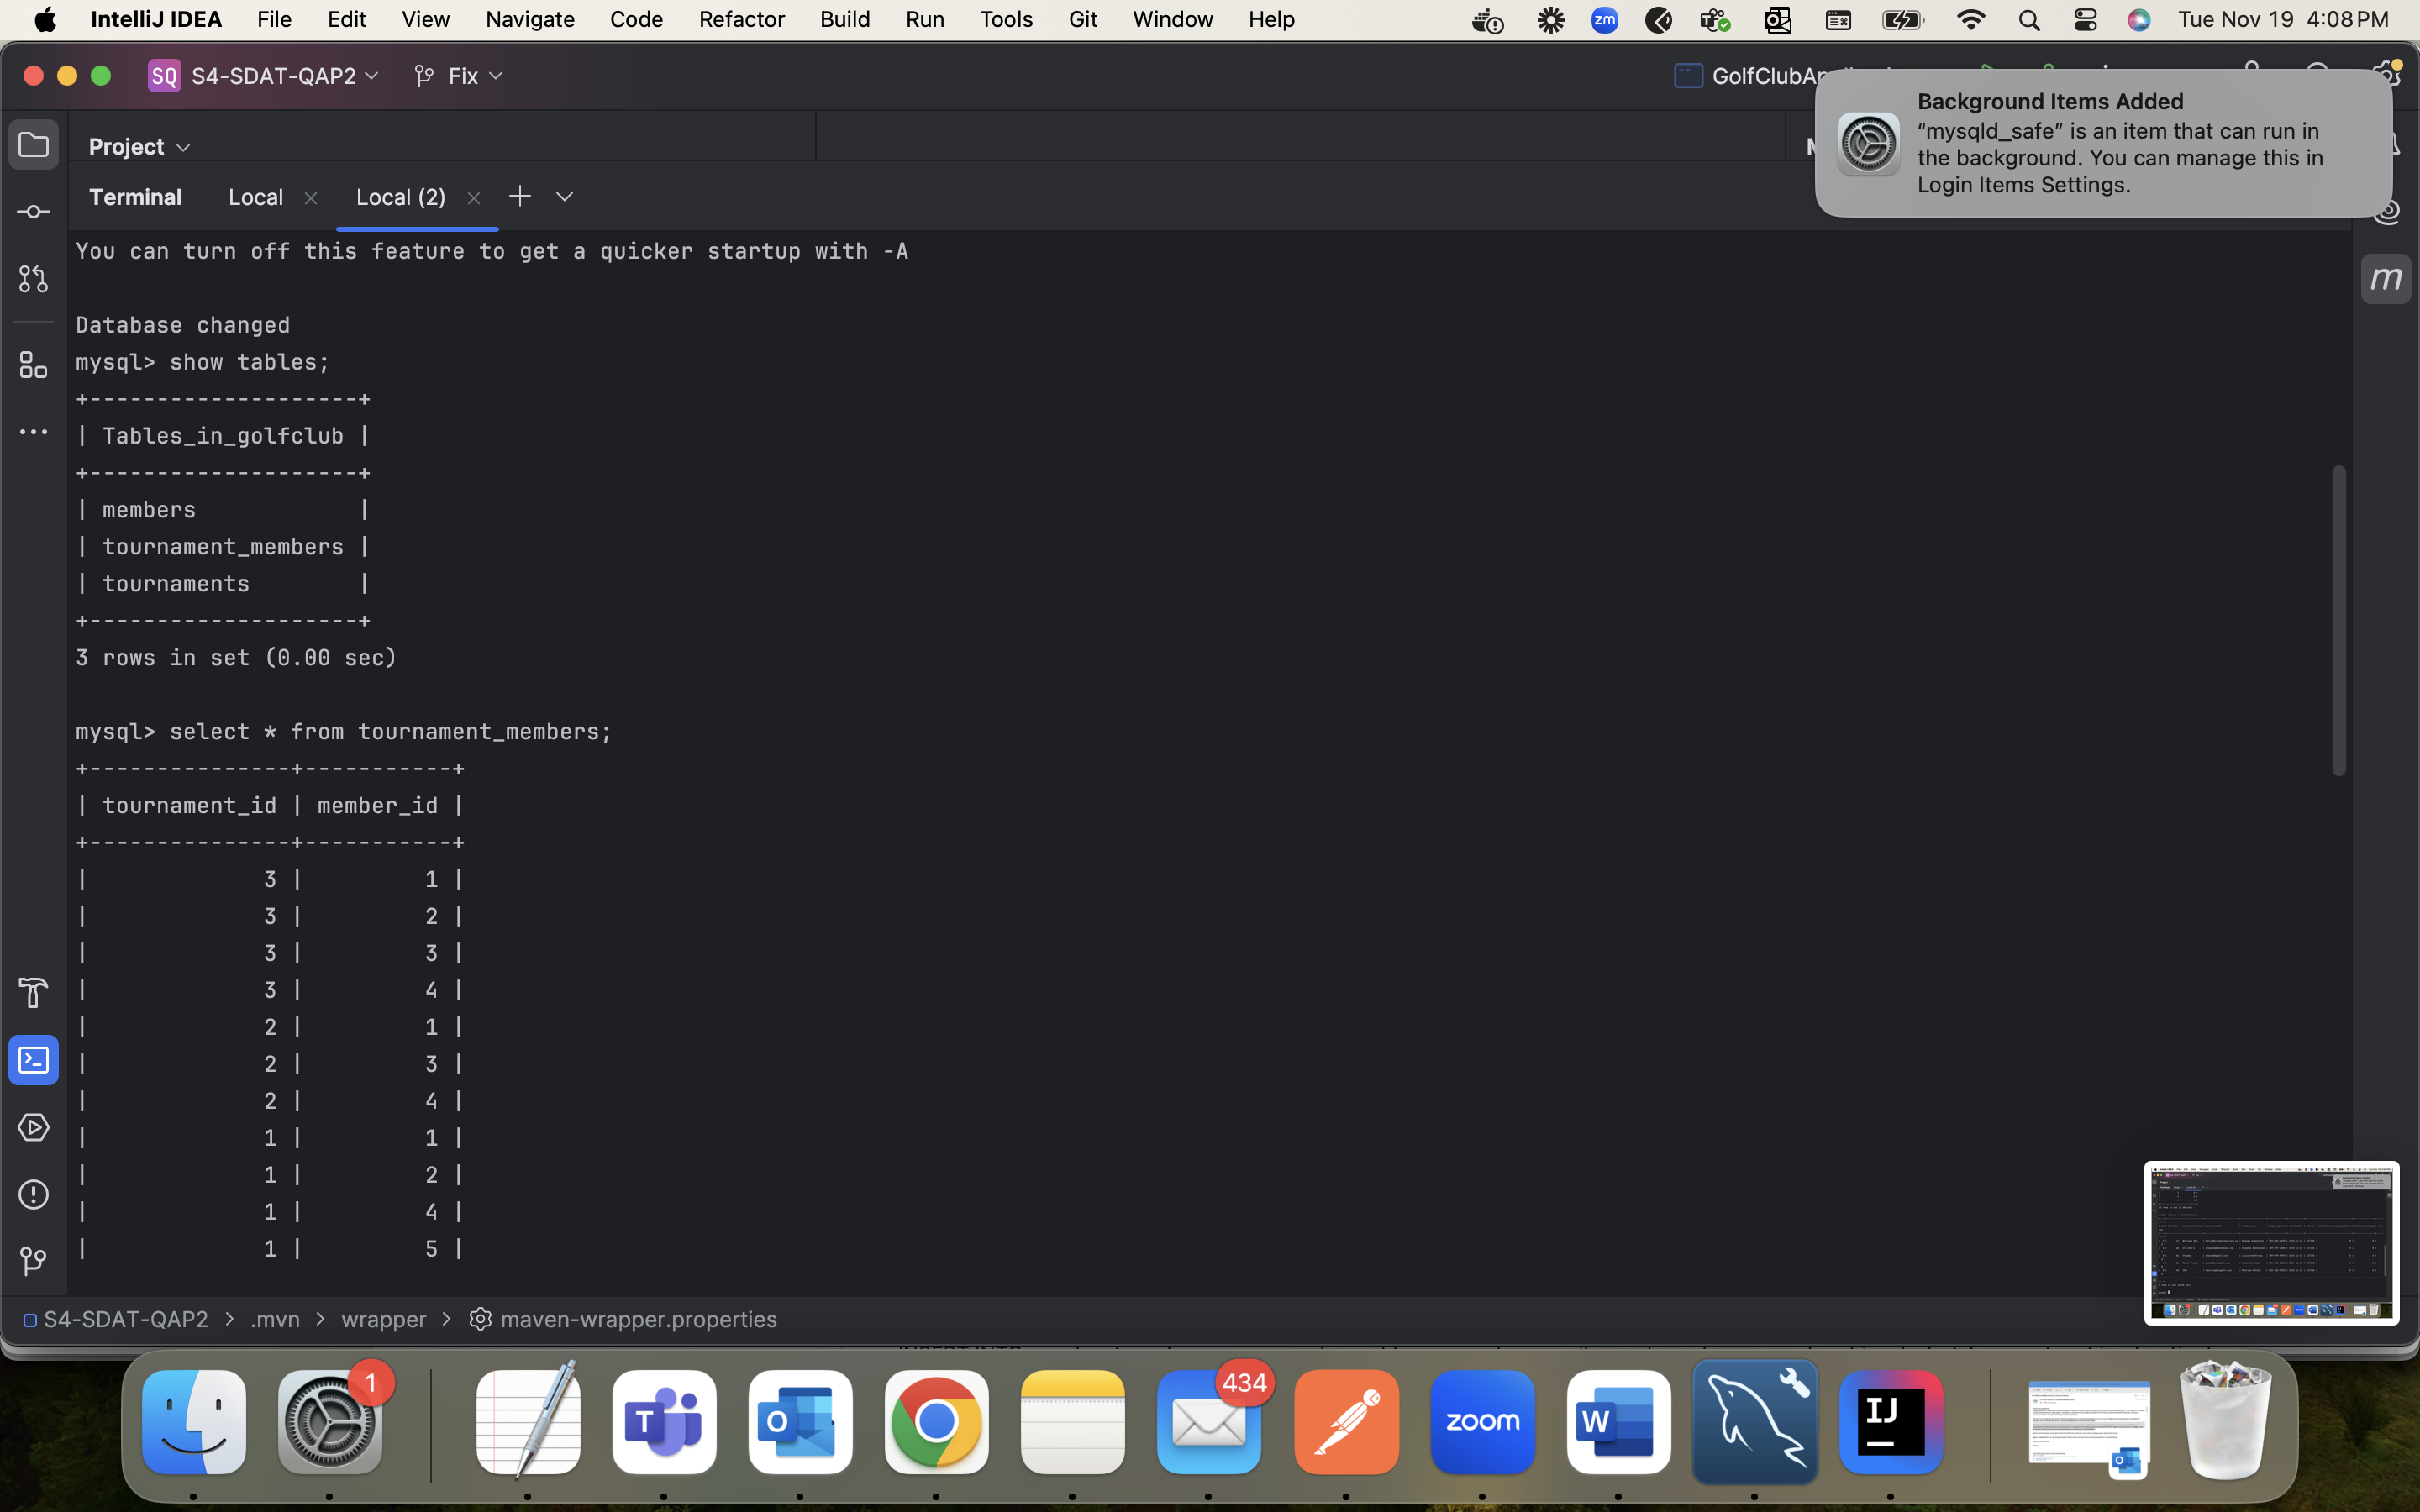 IntelliJ IDEA File Edit View Navigate Code Refactor Build Run Tools Git Window Help zm Tue Nov 19 4:08 PM
SQ S4-SDAT-QAP2 Fix
Background Items Added
“mysqld_safe” is an item that can run in
the background. You can manage this in
Login Items Settings.
Project
Terminal Local Local (2)
m
You can turn off this feature to get a quicker startup with -A
Database changed
mysql> show tables;
+--------------------+
| Tables_in_golfclub |
+--------------------+
| members            |
| tournament_members |
| tournaments        |
+--------------------+
3 rows in set (0.00 sec)
mysql> select * from tournament_members;
+---------------+-----------+
| tournament_id | member_id |
+---------------+-----------+
|             3 |         1 |
|             3 |         2 |
|             3 |         3 |
|             3 |         4 |
|             2 |         1 |
|             2 |         3 |
|             2 |         4 |
|             1 |         1 |
|             1 |         2 |
|             1 |         4 |
|             1 |         5 |
S4-SDAT-QAP2 > .mvn > wrapper > maven-wrapper.properties
1
434
T
O
zoom
W
IJ
O